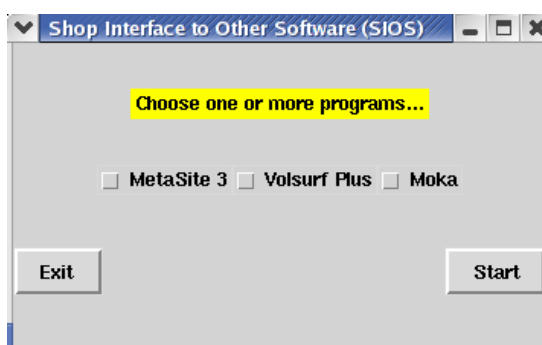 Shop Interface to Other Software (SIOS)
Choose one or more programs...
MetaSite 3 Volsurf Plus Moka
Exit Start